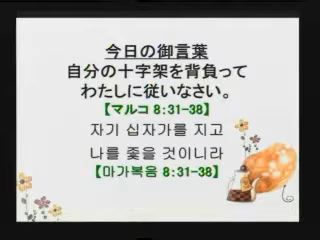 今日の御言葉
自分の十字架を背負って
わたしに従いなさい。
【マルコ 8:31-38】
자기 십자가를 지고
나를 좇을 것이니라
【마가복음 8:31-38】